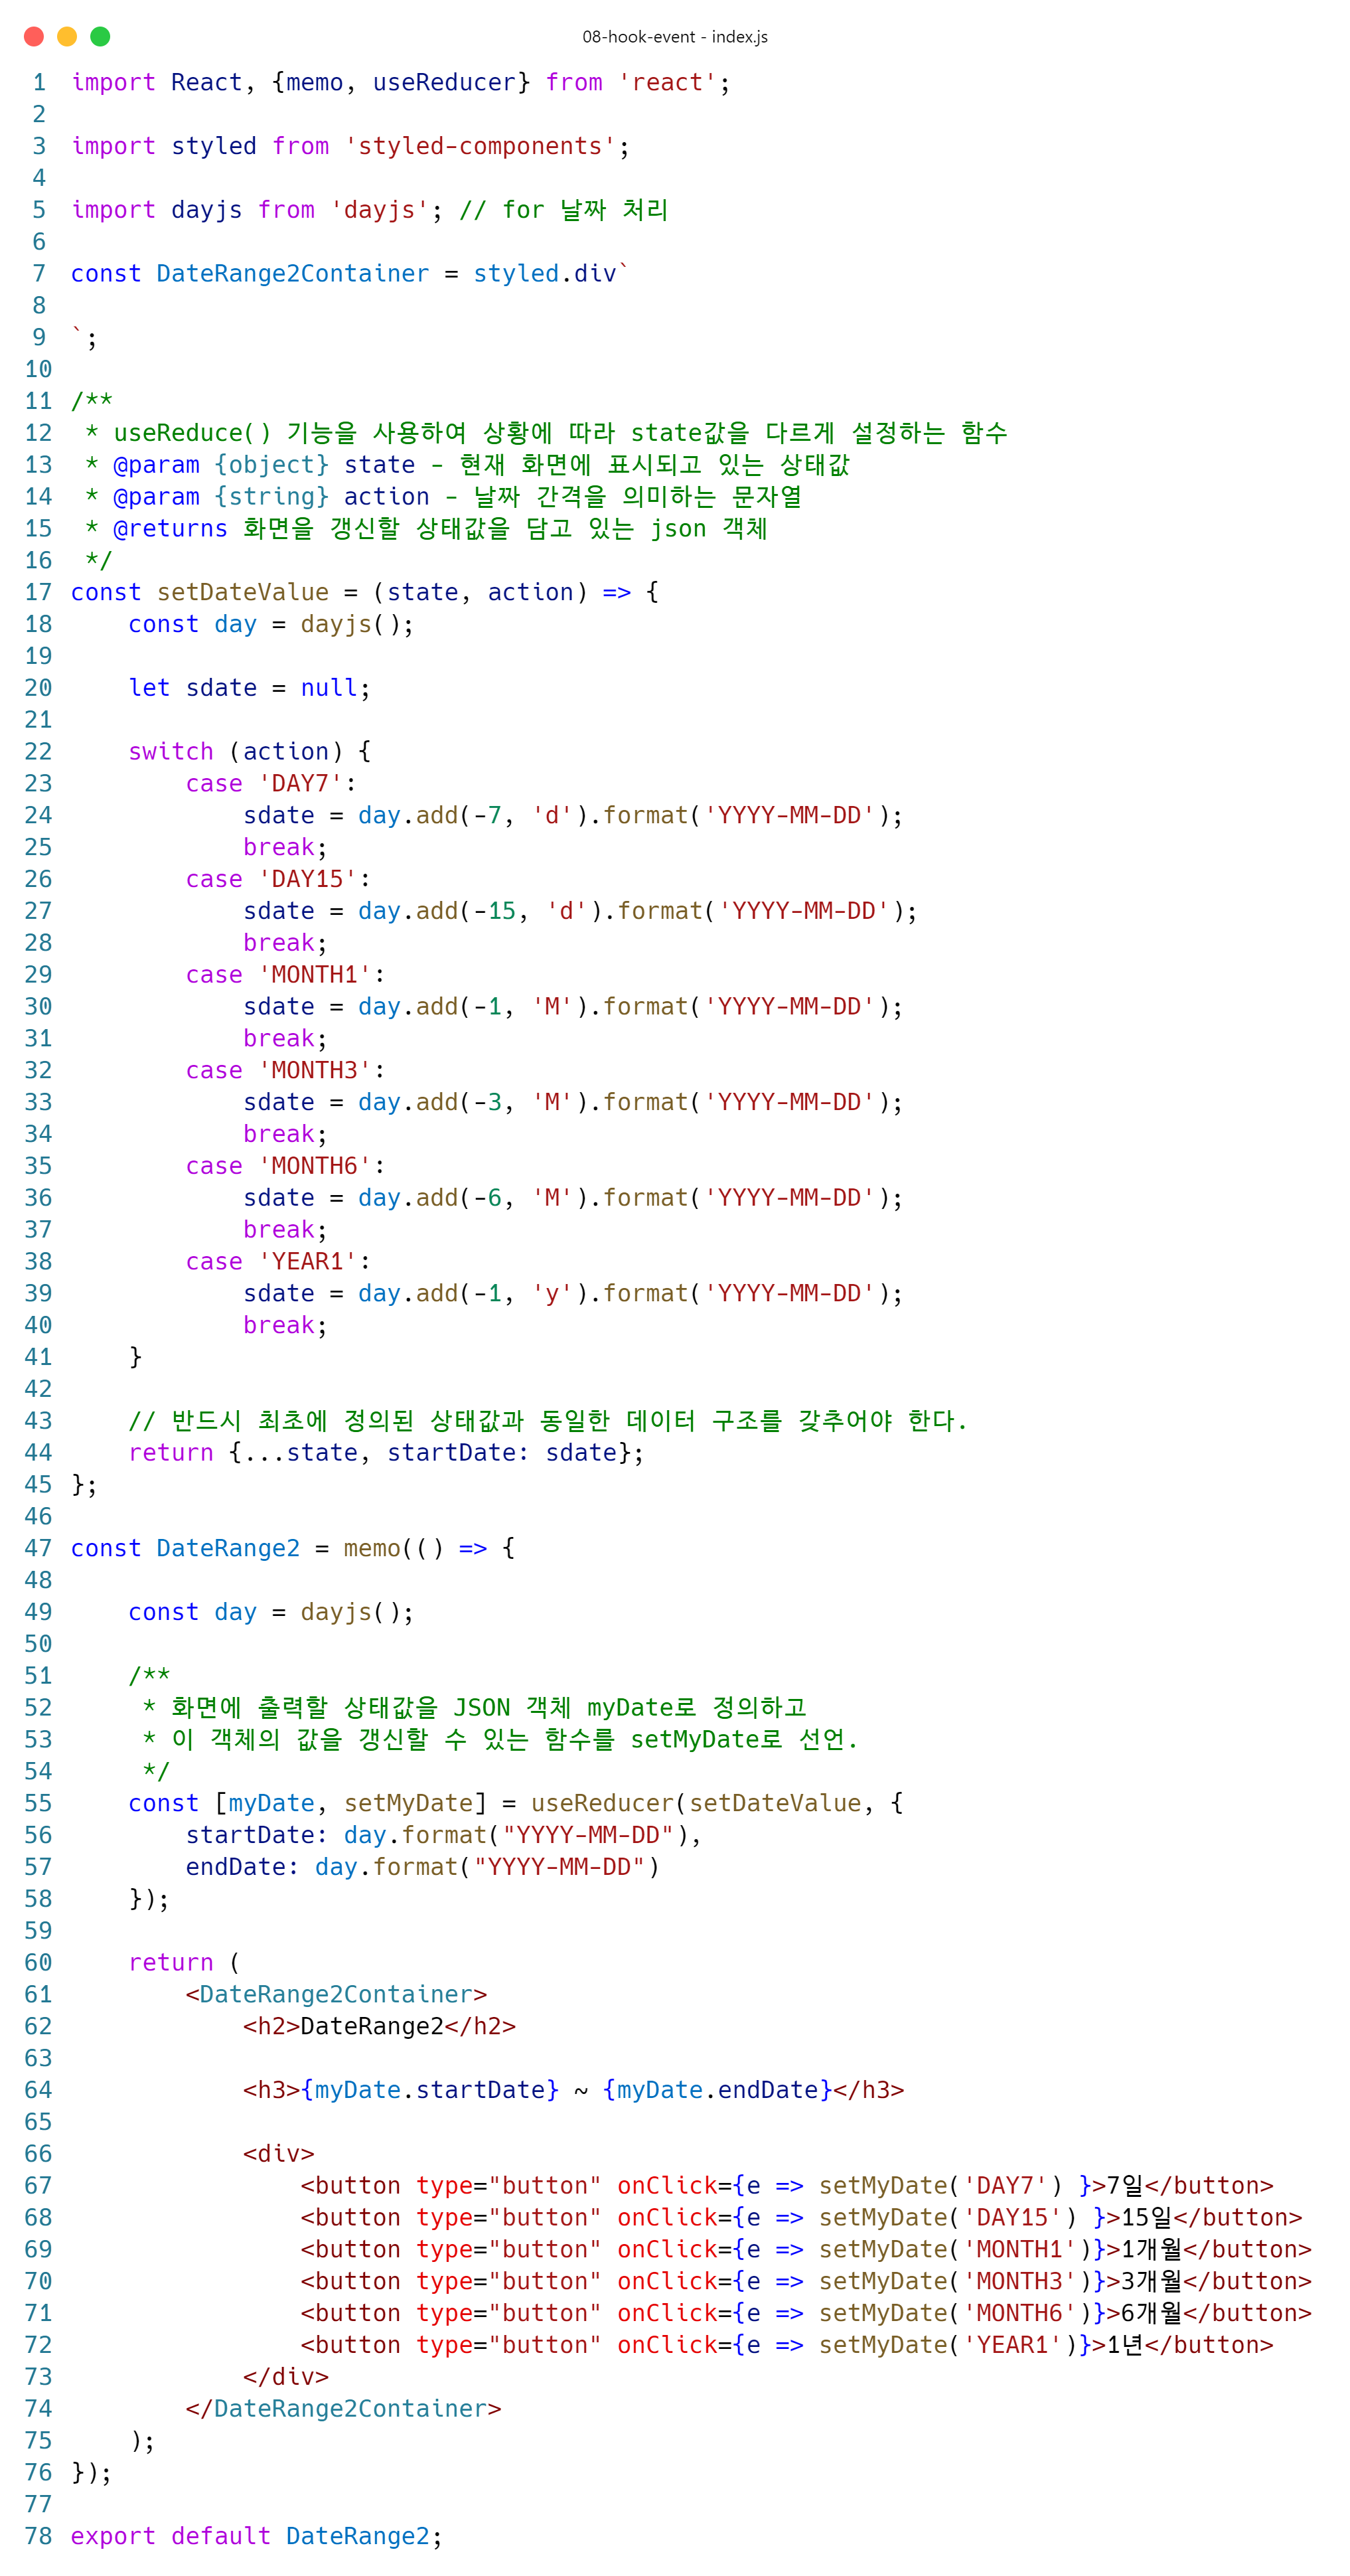 08-hook-event - index.js
1 import React, {memo, useReducer} from 'react';
2
3 import styled from 'styled-components';
4
5 import dayjs from 'dayjs'; // for 날짜 처리
6
7 const DateRange2Container = styled.div`
8
9 `;
10
11 /**
12  * useReduce() 기능을 사용하여 상황에 따라 state값을 다르게 설정하는 함수
13  * @param {object} state - 현재 화면에 표시되고 있는 상태값
14  * @param {string} action - 날짜 간격을 의미하는 문자열
15  * @returns 화면을 갱신할 상태값을 담고 있는 json 객체
16  */
17 const setDateValue = (state, action) => {
18     const day = dayjs();
19
20     let sdate = null;
21
22     switch (action) {
23         case 'DAY7':
24             sdate = day.add(-7, 'd').format('YYYY-MM-DD');
25             break;
26         case 'DAY15':
27             sdate = day.add(-15, 'd').format('YYYY-MM-DD');
28             break;
29         case 'MONTH1':
30             sdate = day.add(-1, 'M').format('YYYY-MM-DD');
31             break;
32         case 'MONTH3':
33             sdate = day.add(-3, 'M').format('YYYY-MM-DD');
34             break;
35         case 'MONTH6':
36             sdate = day.add(-6, 'M').format('YYYY-MM-DD');
37             break;
38         case 'YEAR1':
39             sdate = day.add(-1, 'y').format('YYYY-MM-DD');
40             break;
41     }
42
43     // 반드시 최초에 정의된 상태값과 동일한 데이터 구조를 갖추어야 한다.
44     return {...state, startDate: sdate};
45 };
46
47 const DateRange2 = memo(() => {
48
49     const day = dayjs();
50
51     /**
52      * 화면에 출력할 상태값을 JSON 객체 myDate로 정의하고
53      * 이 객체의 값을 갱신할 수 있는 함수를 setMyDate로 선언.
54      */
55     const [myDate, setMyDate] = useReducer(setDateValue, {
56         startDate: day.format("YYYY-MM-DD"),
57         endDate: day.format("YYYY-MM-DD")
58     });
59
60     return (
61         <DateRange2Container>
62             <h2>DateRange2</h2>
63
64             <h3>{myDate.startDate} ~ {myDate.endDate}</h3>
65
66             <div>
67                 <button type="button" onClick={e => setMyDate('DAY7') }>7일</button>
68                 <button type="button" onClick={e => setMyDate('DAY15') }>15일</button>
69                 <button type="button" onClick={e => setMyDate('MONTH1')}>1개월</button>
70                 <button type="button" onClick={e => setMyDate('MONTH3')}>3개월</button>
71                 <button type="button" onClick={e => setMyDate('MONTH6')}>6개월</button>
72                 <button type="button" onClick={e => setMyDate('YEAR1')}>1년</button>
73             </div>
74         </DateRange2Container>
75     );
76 });
77
78 export default DateRange2;